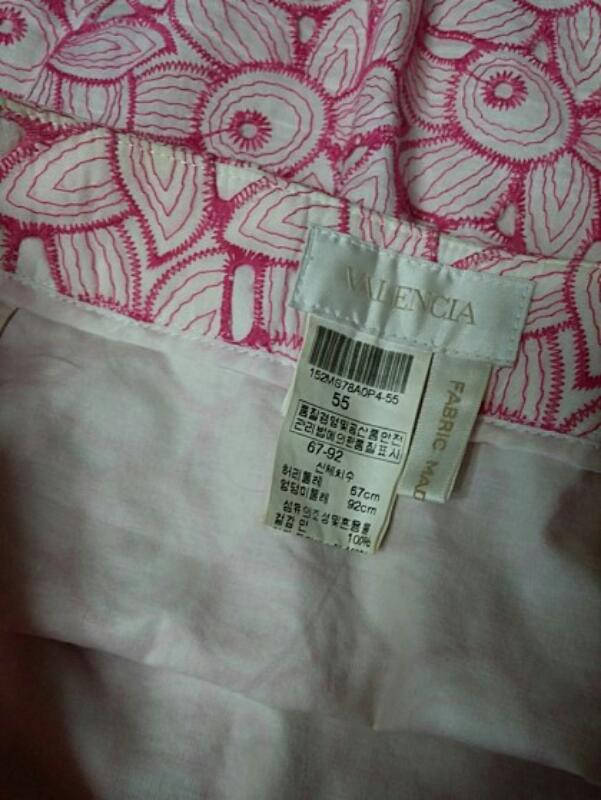 VALENCIA
152MS78A0P4-55
55
품질경영및공산품안전
관리법에의한품질표시
67-92
신체치수
허리둘레 67cm
엉덩이둘레 92cm
섬유의조성및혼용율
겉감 면 100%
FABRIC MAD